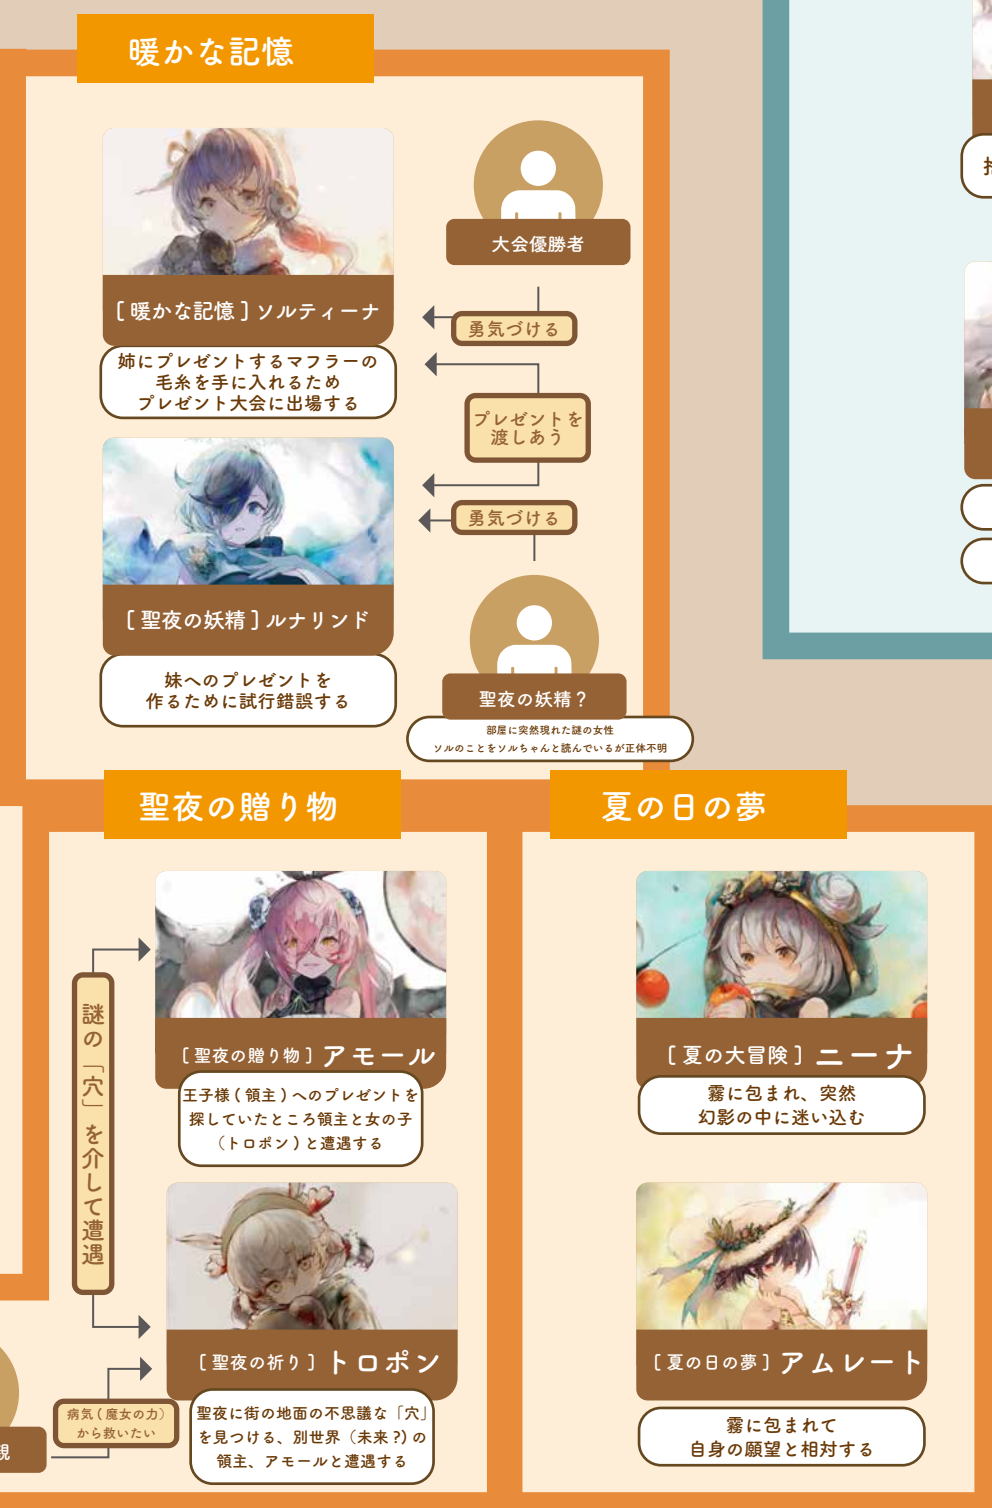 暖かな記憶
[暖かな記憶]ソルティーナ
姉にプレゼントするマフラーの
毛糸を手に入れるため
プレゼント大会に出場する
大会優勝者
勇気づける
プレゼントを
渡しあう
勇気づける
[聖夜の妖精]ルナリンド
妹へのプレゼントを
作るために試行錯誤する
聖夜の妖精?
部屋に突然現れた謎の女性
ソルのことをソルちゃんと読んでいるが正体不明
聖夜の贈り物
謎の「穴」を介して遭遇
[聖夜の贈り物]アモール
王子様(領主)へのプレゼントを
探していたところ領主と女の子
(トロポン)と遭遇する
[聖夜の祈り]トロポン
聖夜に街の地面の不思議な「穴」
を見つける、別世界(未来?)の
領主、アモールと遭遇する
病気(魔女の力)
から救いたい
夏の日の夢
[夏の大冒険]ニーナ
霧に包まれ、突然
幻影の中に迷い込む
[夏の日の夢]アムレート
霧に包まれて
自身の願望と相対する